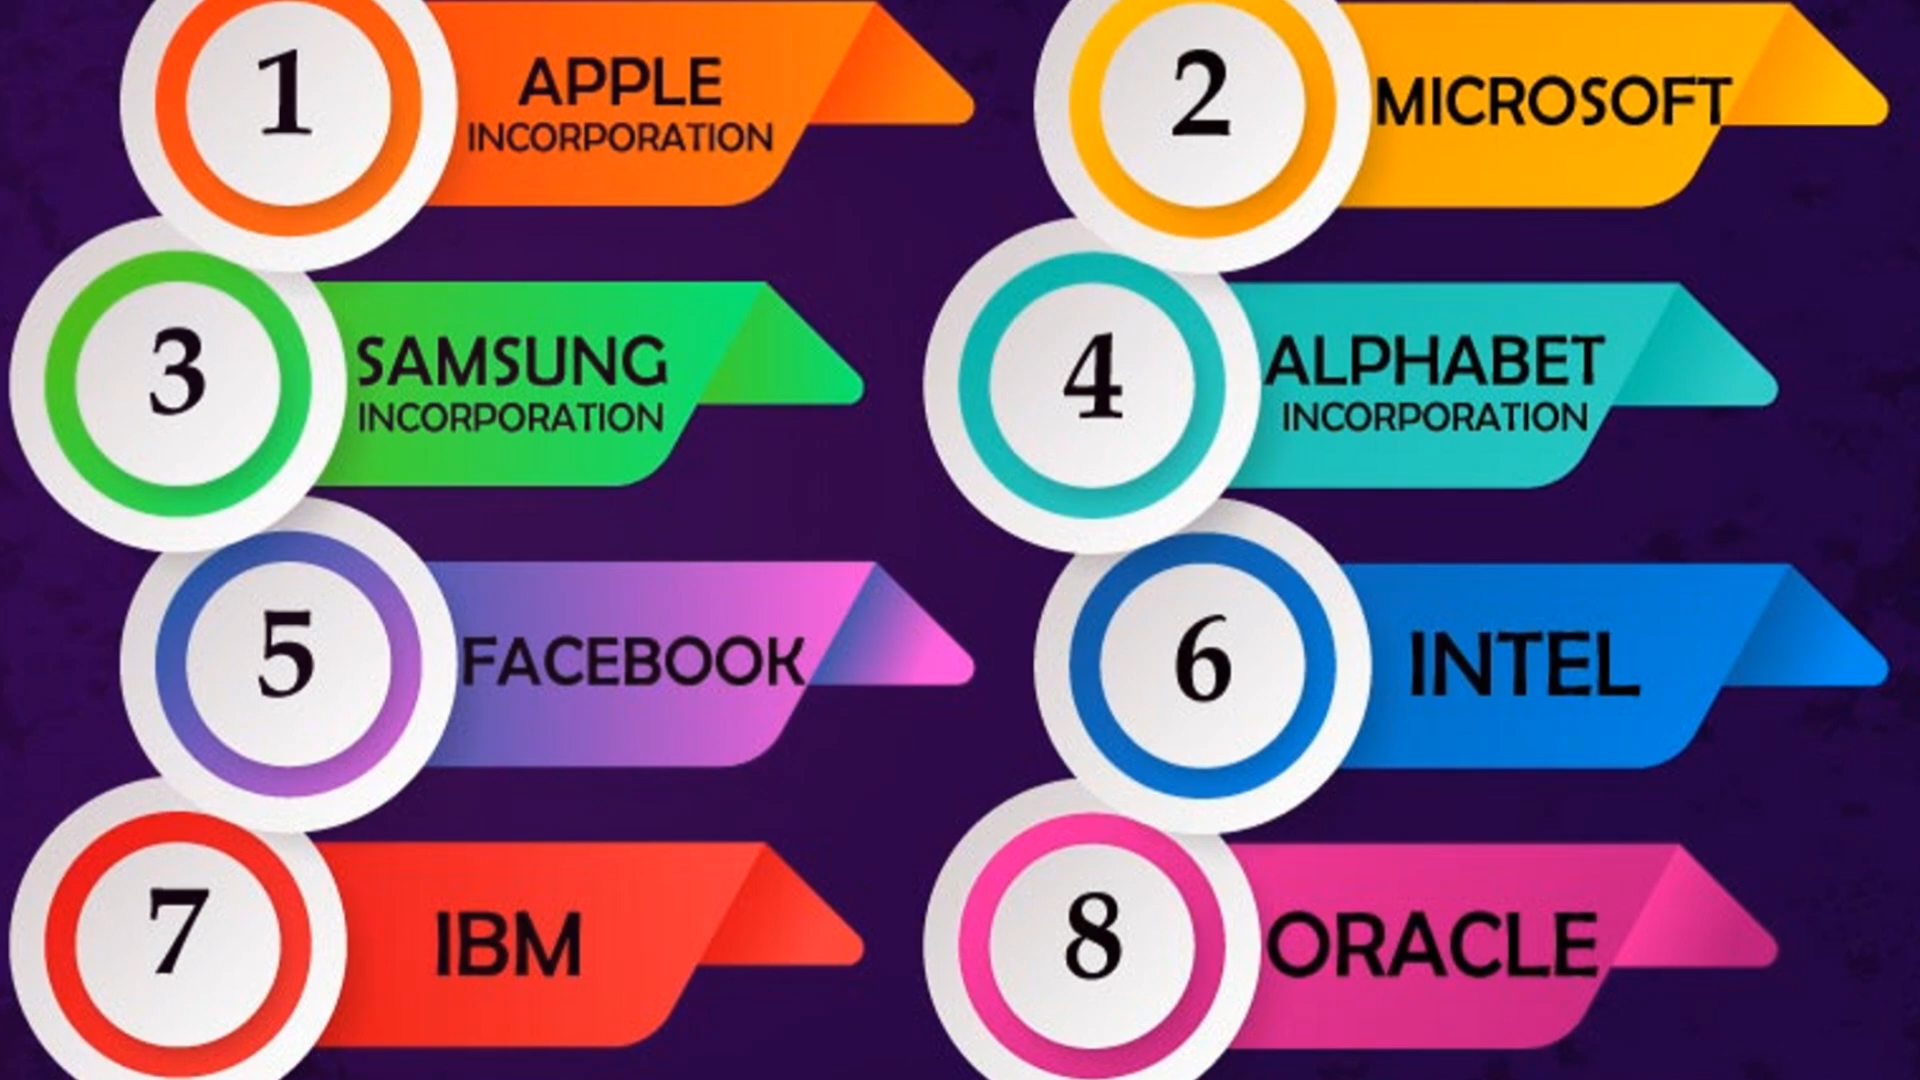 1
APPLE
INCORPORATION
2
MICROSOFT
3
SAMSUNG
INCORPORATION
4
ALPHABET
INCORPORATION
5
FACEBOOK
6
INTEL
7
IBM
8
ORACLE